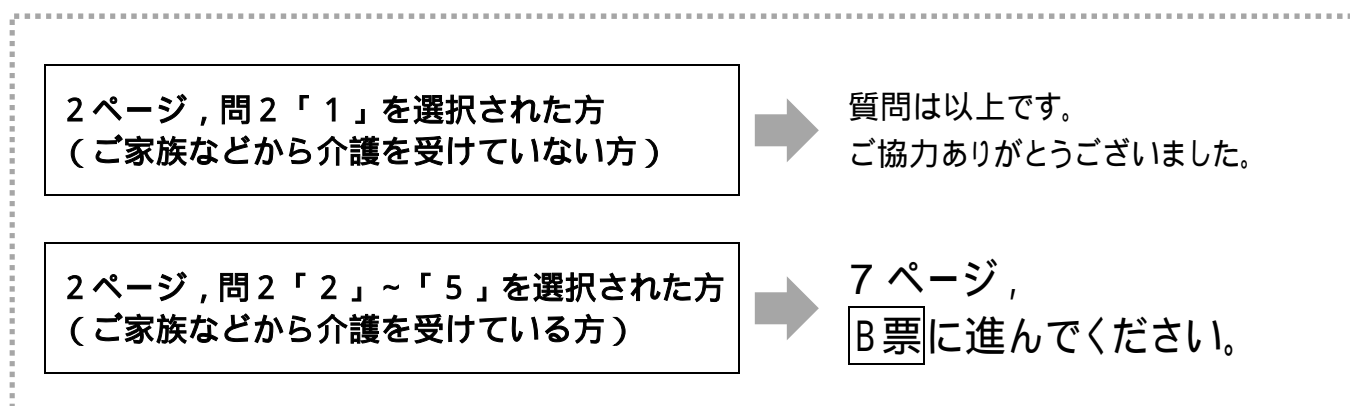 2ページ,問2「1」を選択された方
(ご家族などから介護を受けていない方)
質問は以上です。
ご協力ありがとうございました。
2ページ,問2「2」~「5」を選択された方
(ご家族などから介護を受けている方)
7ページ,
B票に進んでください。